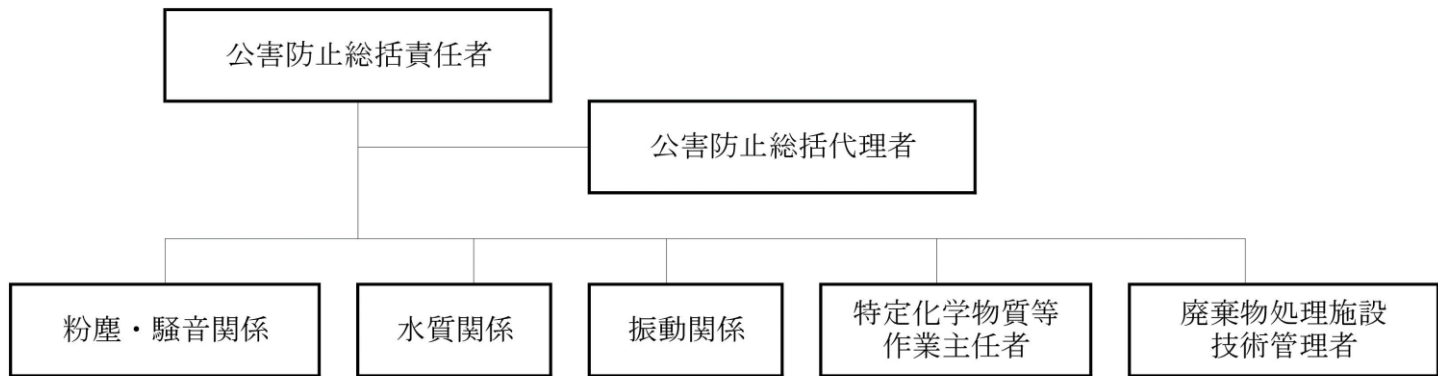 公害防止総括責任者
公害防止総括代理者
粉塵・騒音関係
水質関係
振動関係
特定化学物質等
作業主任者
廃棄物処理施設
技術管理者